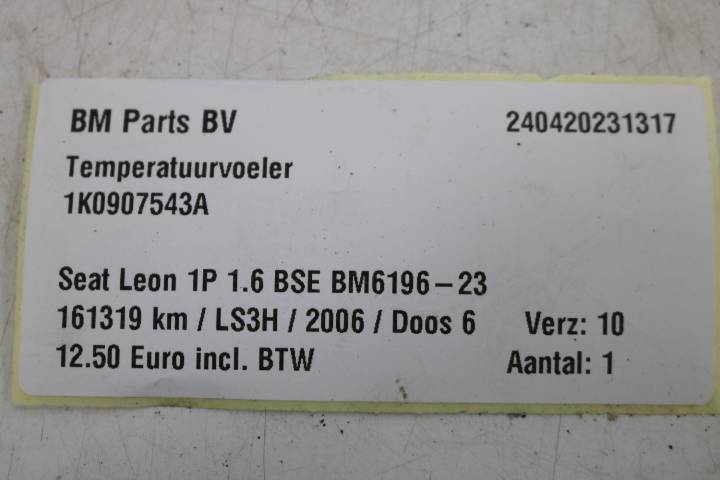 BM Parts BV 240420231317
Temperatuurvoeler
1K0907543A
Seat Leon 1P 1.6 BSE BM6196-23
161319 km / LS3H / 2006 / Doos 6 Verz: 10
12.50 Euro incl. BTW Aantal: 1